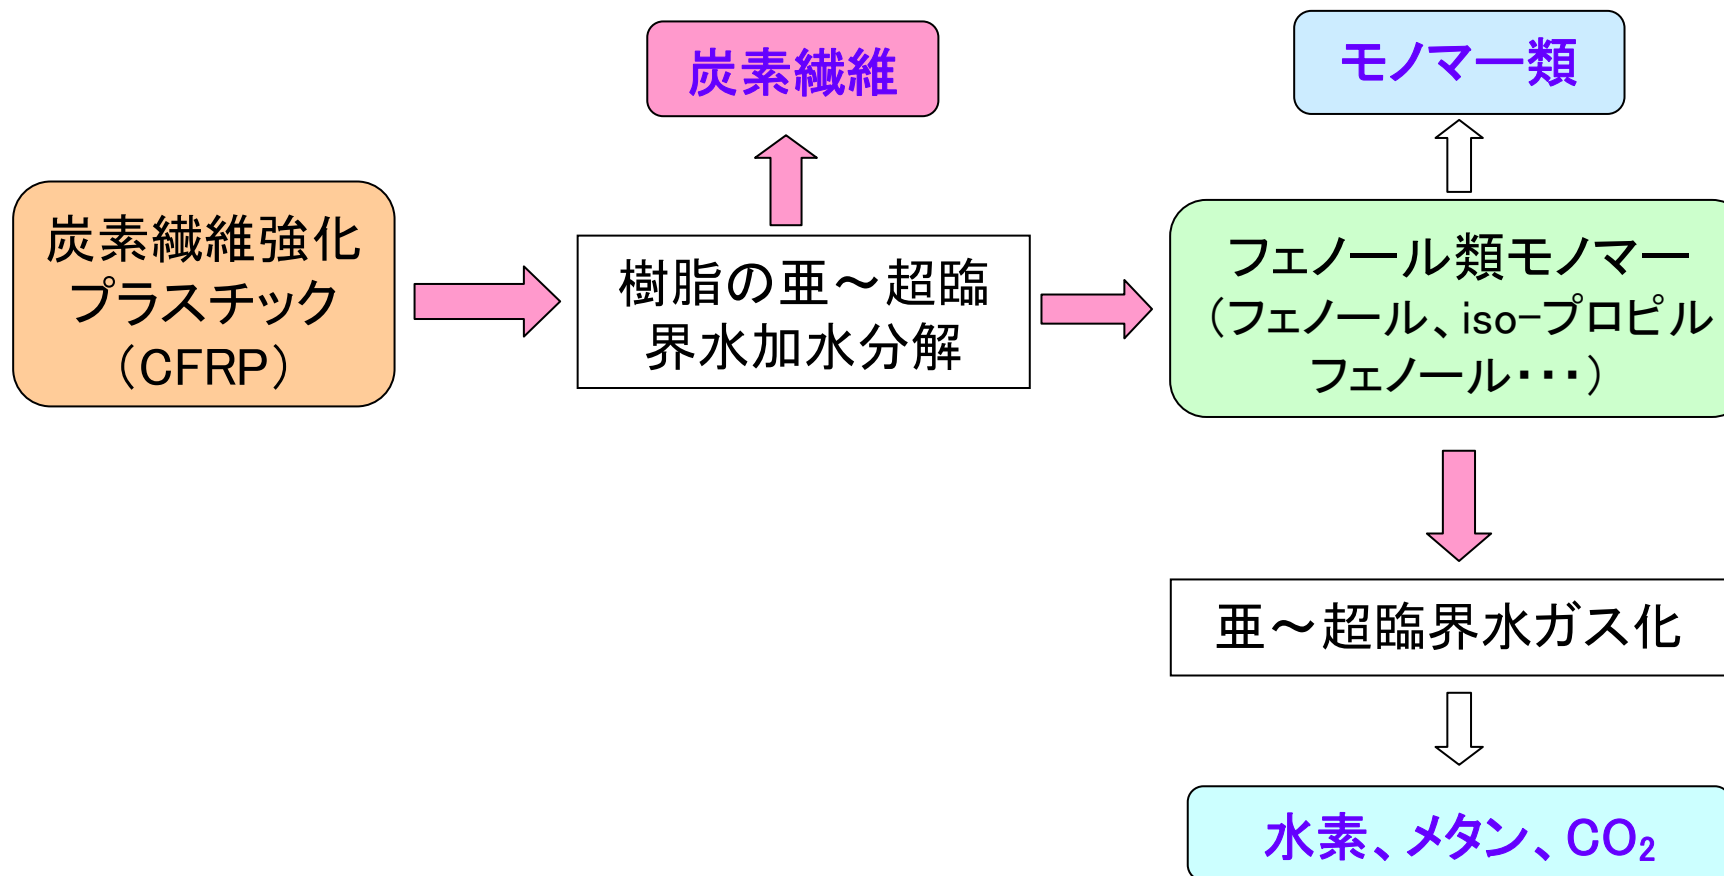 炭素繊維
モノマー類
炭素繊維強化
プラスチック
（CFRP）
樹脂の亜～超臨
界水加水分解
フェノール類モノマー
（フェノール、iso-プロピル
フェノール･･･）
亜～超臨界水ガス化
水素、メタン、CO₂